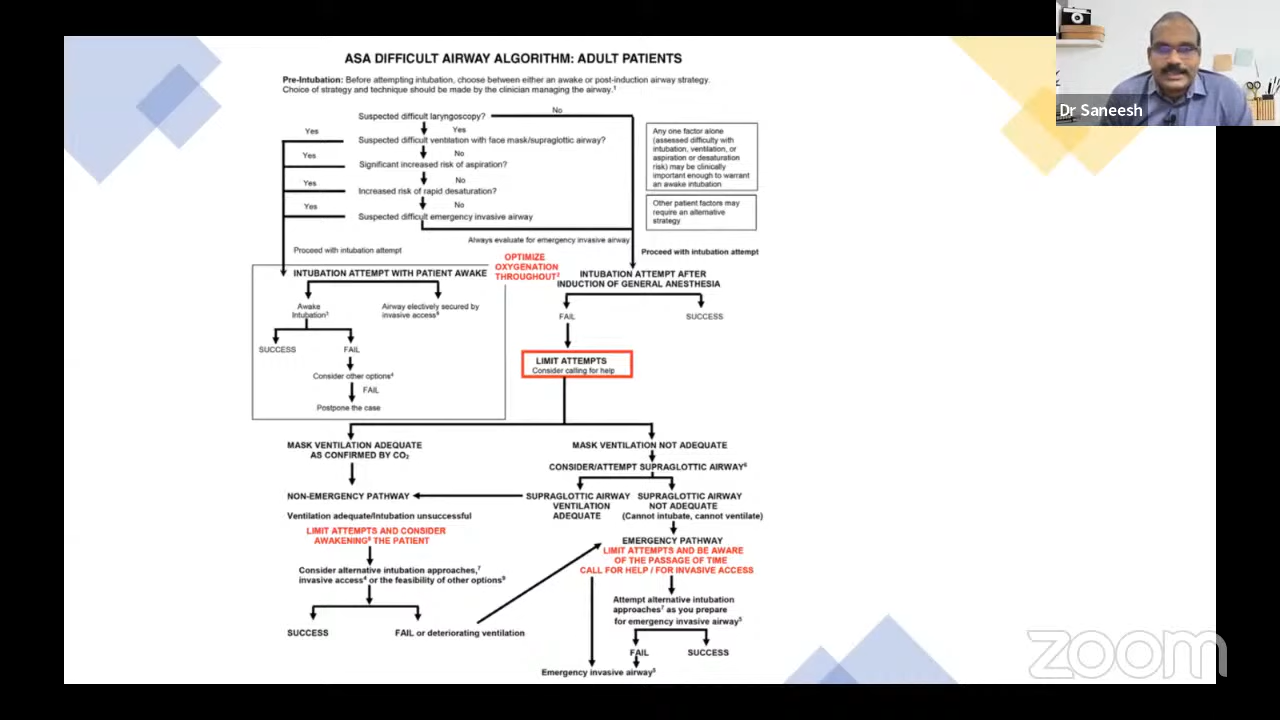 ASA DIFFICULT AIRWAY ALGORITHM: ADULT PATIENTS
Pre-Intubation: Before attempting intubation, choose between either an awake or post-induction airway strategy.
Choice of strategy and technique should be made by the clinician managing the airway.¹
Suspected difficult laryngoscopy?
No
Yes
Yes
Suspected difficult ventilation with face mask/supraglottic airway?
Yes
No
Significant increased risk of aspiration?
Yes
No
Increased risk of rapid desaturation?
Yes
No
Suspected difficult emergency invasive airway
Any one factor alone
(assessed difficulty with
intubation, ventilation, or
aspiration or desaturation
risk) may be clinically
important enough to warrant
an awake intubation
Other patient factors may
require an alternative
strategy
Always evaluate for emergency invasive airway
Proceed with intubation attempt
Proceed with intubation attempt
OPTIMIZE
OXYGENATION
THROUGHOUT²
INTUBATION ATTEMPT WITH PATIENT AWAKE
INTUBATION ATTEMPT AFTER
INDUCTION OF GENERAL ANESTHESIA
Awake
Intubation³
Airway electively secured by
invasive access
FAIL
SUCCESS
SUCCESS
FAIL
Consider other options⁴
FAIL
Postpone the case
LIMIT ATTEMPTS
Consider calling for help
MASK VENTILATION ADEQUATE
AS CONFIRMED BY CO₂
MASK VENTILATION NOT ADEQUATE
CONSIDER/ATTEMPT SUPRAGLOTTIC AIRWAY⁶
NON-EMERGENCY PATHWAY
SUPRAGLOTTIC AIRWAY
VENTILATION
ADEQUATE
SUPRAGLOTTIC AIRWAY
NOT ADEQUATE
(Cannot intubate, cannot ventilate)
Ventilation adequate/Intubation unsuccessful
LIMIT ATTEMPTS AND CONSIDER
AWAKENING THE PATIENT
EMERGENCY PATHWAY
LIMIT ATTEMPTS AND BE AWARE
OF THE PASSAGE OF TIME
CALL FOR HELP / FOR INVASIVE ACCESS
Consider alternative intubation approaches,⁷
invasive access or the feasibility of other options
Attempt alternative intubation
approaches⁷ as you prepare
for emergency invasive airway⁵
SUCCESS
FAIL or deteriorating ventilation
FAIL
SUCCESS
Emergency invasive airway⁵
Dr Saneesh
zoom